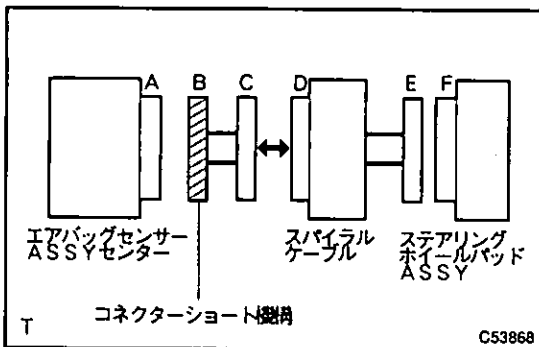 A B C D E F
エアバッグセンサー
ASSYセンター
スパイラル
ケーブル
ステアリング
ホイールパッド
ASSY
コネクターショート機構
T
C53868